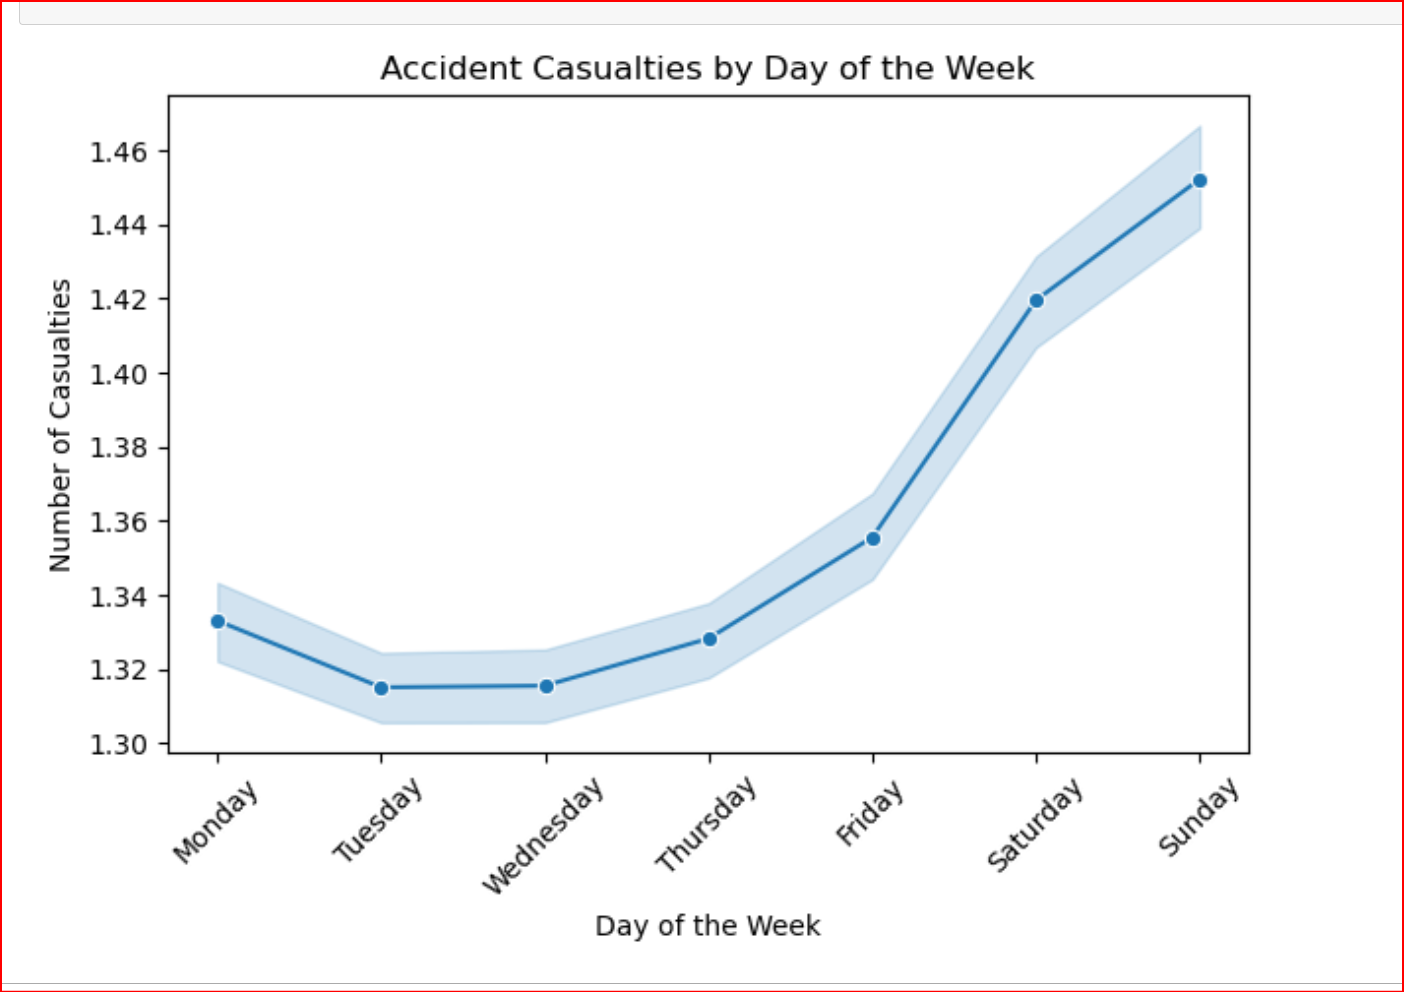 Accident Casualties by Day of the Week
1.46
1.44
1.42
1.40
1.38
1.36
1.34
1.32
1.30
Number of Casualties
Monday
Tuesday
Wednesday
Thursday
Friday
Saturday
Sunday
Day of the Week